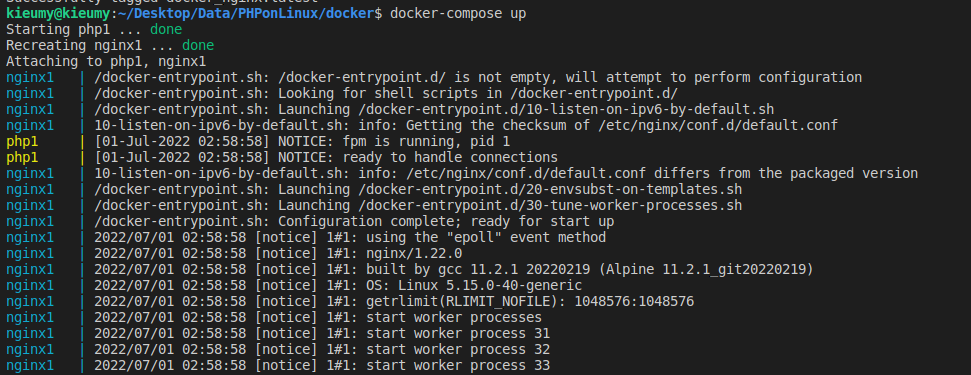 Successfully tagged docker_nginx:latest
kieumy@kieumy:~/Desktop/Data/PHPonLinux/docker$ docker-compose up
Starting php1 ... done
Recreating nginx1 ... done
Attaching to php1, nginx1
nginx1   | /docker-entrypoint.sh: /docker-entrypoint.d/ is not empty, will attempt to perform configuration
nginx1   | /docker-entrypoint.sh: Looking for shell scripts in /docker-entrypoint.d/
nginx1   | /docker-entrypoint.sh: Launching /docker-entrypoint.d/10-listen-on-ipv6-by-default.sh
nginx1   | 10-listen-on-ipv6-by-default.sh: info: Getting the checksum of /etc/nginx/conf.d/default.conf
php1     | [01-Jul-2022 02:58:58] NOTICE: fpm is running, pid 1
php1     | [01-Jul-2022 02:58:58] NOTICE: ready to handle connections
nginx1   | 10-listen-on-ipv6-by-default.sh: info: /etc/nginx/conf.d/default.conf differs from the packaged version
nginx1   | /docker-entrypoint.sh: Launching /docker-entrypoint.d/20-envsubst-on-templates.sh
nginx1   | /docker-entrypoint.sh: Launching /docker-entrypoint.d/30-tune-worker-processes.sh
nginx1   | /docker-entrypoint.sh: Configuration complete; ready for start up
nginx1   | 2022/07/01 02:58:58 [notice] 1#1: using the "epoll" event method
nginx1   | 2022/07/01 02:58:58 [notice] 1#1: nginx/1.22.0
nginx1   | 2022/07/01 02:58:58 [notice] 1#1: built by gcc 11.2.1 20220219 (Alpine 11.2.1_git20220219)
nginx1   | 2022/07/01 02:58:58 [notice] 1#1: OS: Linux 5.15.0-40-generic
nginx1   | 2022/07/01 02:58:58 [notice] 1#1: getrlimit(RLIMIT_NOFILE): 1048576:1048576
nginx1   | 2022/07/01 02:58:58 [notice] 1#1: start worker processes
nginx1   | 2022/07/01 02:58:58 [notice] 1#1: start worker process 31
nginx1   | 2022/07/01 02:58:58 [notice] 1#1: start worker process 32
nginx1   | 2022/07/01 02:58:58 [notice] 1#1: start worker process 33